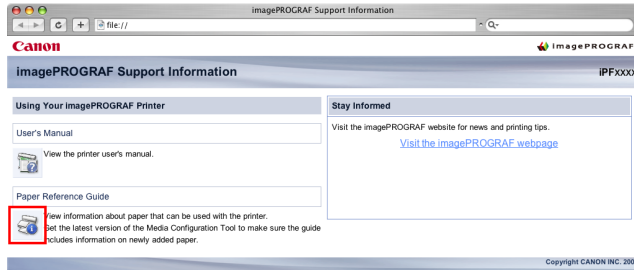 imagePROGRAF Support Information
file://
Q-
Canon
imagePROGRAF
imagePROGRAF Support Information
iPFxxxx
Using Your imagePROGRAF Printer
User's Manual
View the printer user's manual.
Paper Reference Guide
View information about paper that can be used with the printer.
Get the latest version of the Media Configuration Tool to make sure the guide
includes information on newly added paper.
Stay Informed
Visit the imagePROGRAF website for news and printing tips.
Visit the imagePROGRAF webpage
Copyright CANON INC. 200